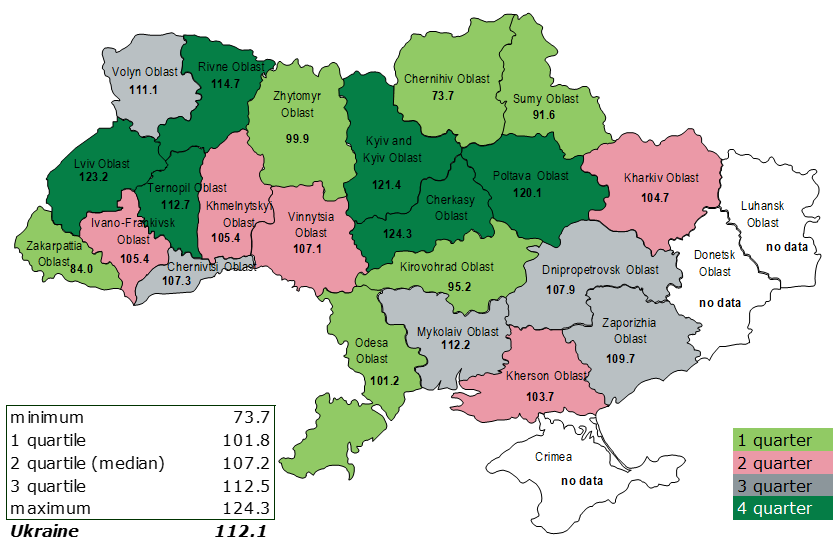 Volyn Oblast
111.1
Rivne Oblast
114.7
Zhytomyr
Oblast
99.9
Chernihiv Oblast
73.7
Sumy Oblast
91.6
Kyiv and
Kyiv Oblast
121.4
Lviv Oblast
123.2
Ternopil Oblast
112.7
Khmelnytskyi
Oblast
105.4
Vinnytsia
Oblast
107.1
Cherkasy
Oblast
124.3
Poltava Oblast
120.1
Kharkiv Oblast
104.7
Luhansk
Oblast
no data
Donetsk
Oblast
no data
Zakarpattia
Oblast
84.0
Ivano-Frankivsk
Oblast
105.4
Chernivtsi Oblast
107.3
Kirovohrad Oblast
95.2
Dnipropetrovsk Oblast
107.9
Zaporizhia
Oblast
109.7
Mykolaiv Oblast
112.2
Odesa
Oblast
101.2
Kherson Oblast
103.7
Crimea
no data
minimum 73.7
1 quartile 101.8
2 quartile (median) 107.2
3 quartile 112.5
maximum 124.3
Ukraine 112.1
1 quarter
2 quarter
3 quarter
4 quarter